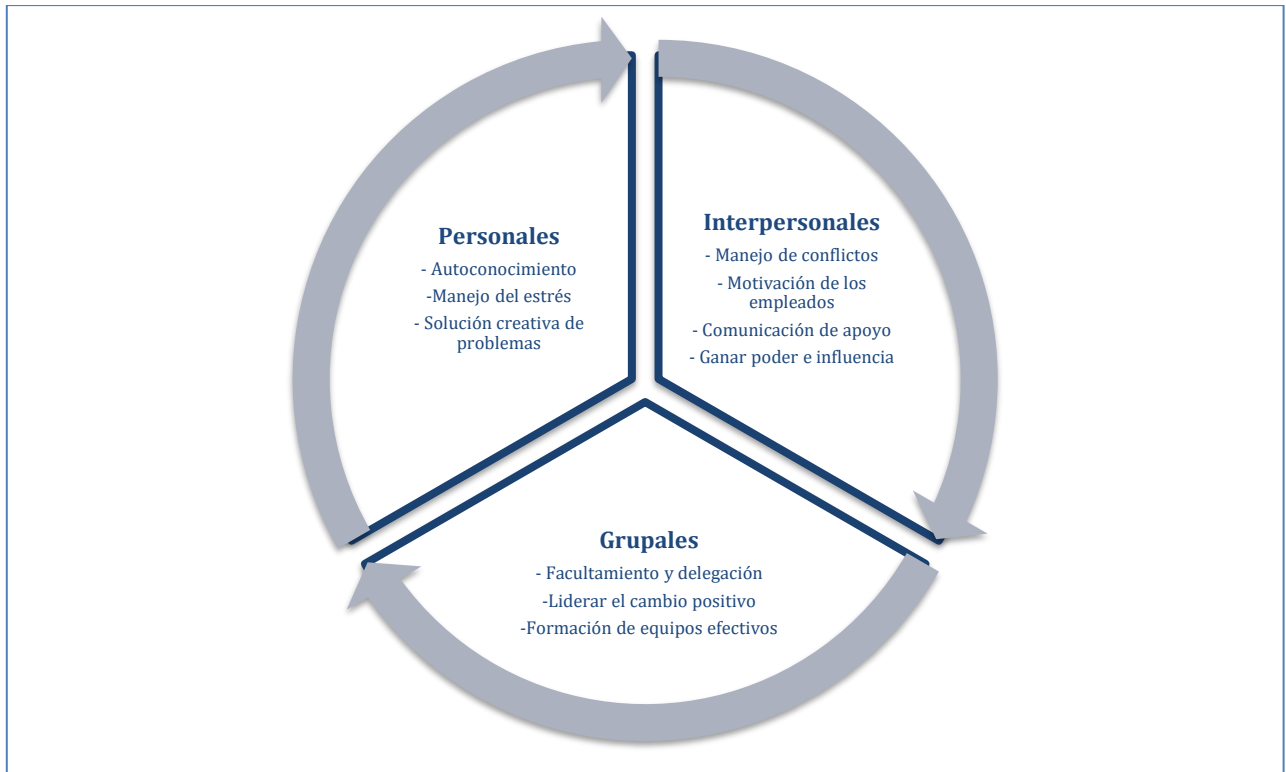 Personales
- Autoconocimiento
-Manejo del estrés
- Solución creativa de
problemas
Interpersonales
- Manejo de conflictos
- Motivación de los
empleados
- Comunicación de apoyo
- Ganar poder e influencia
Grupales
- Facultamiento y delegación
-Liderar el cambio positivo
-Formación de equipos efectivos